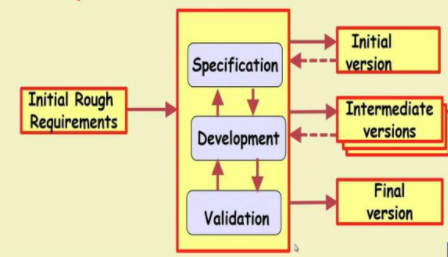 Initial Rough
Requirements
Specification
Development
Validation
Initial
version
Intermediate
versions
Final
version